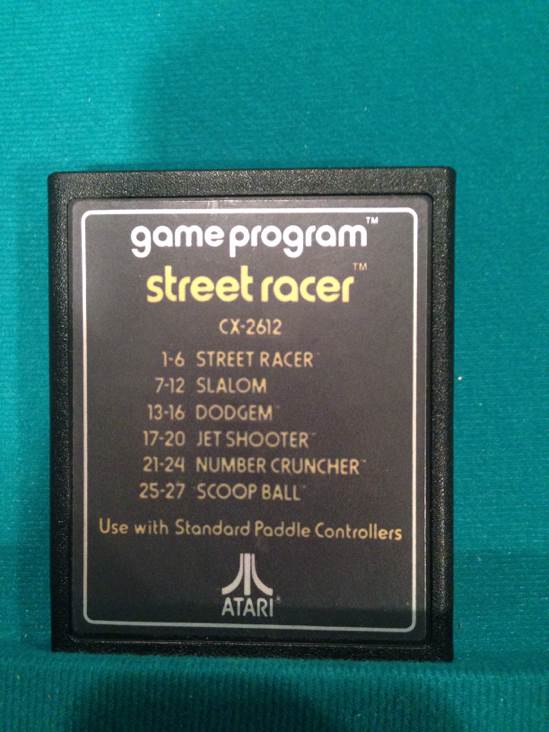 game program™
street racer™
CX-2612
1-6 STREET RACER™
7-12 SLALOM
13-16 DODGEM™
17-20 JET SHOOTER™
21-24 NUMBER CRUNCHER™
25-27 SCOOP BALL™
Use with Standard Paddle Controllers
ATARI®